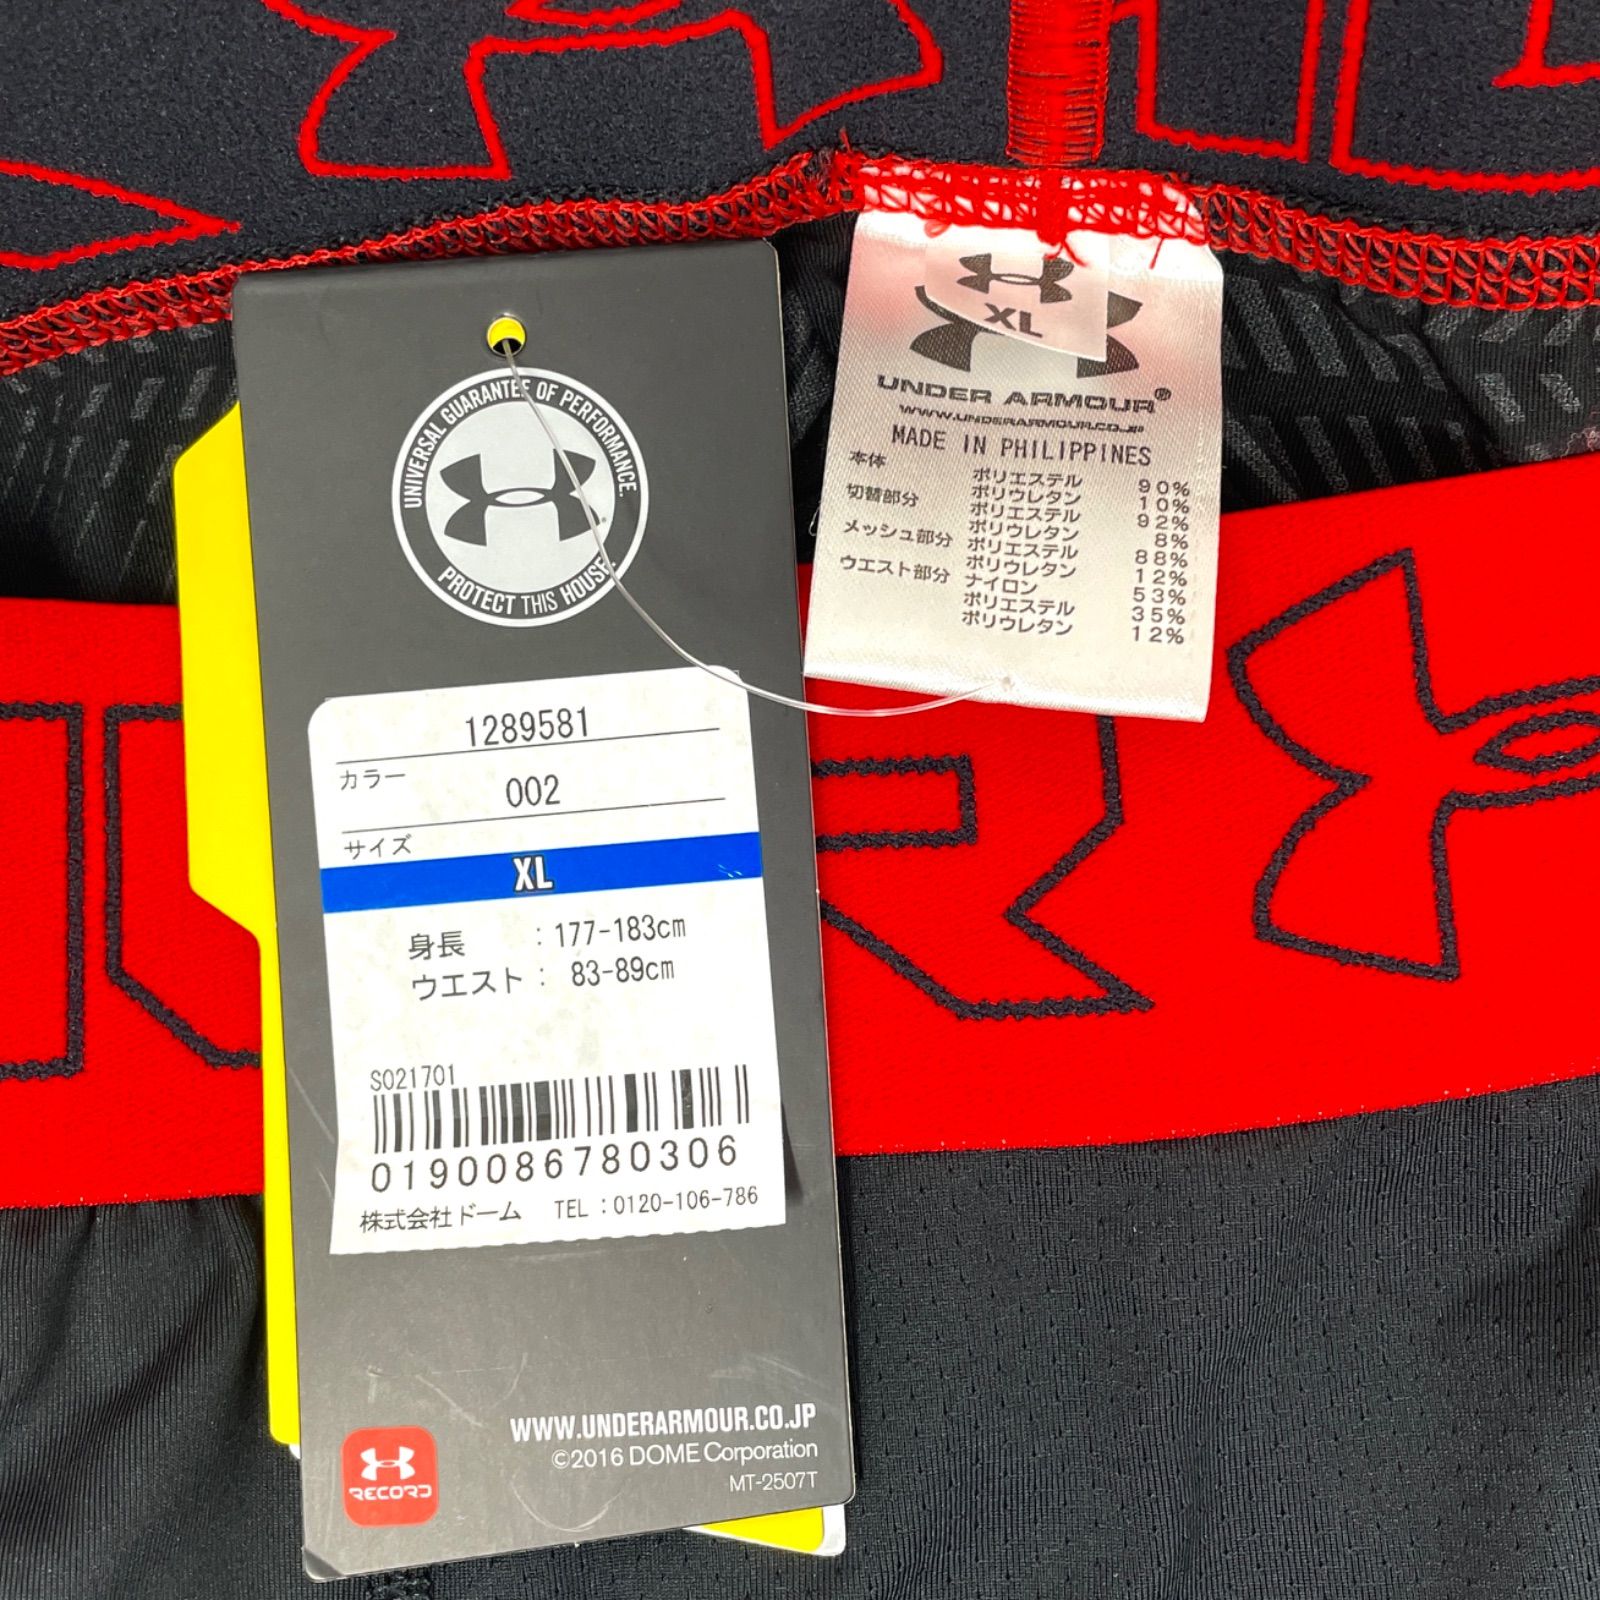 UNIVERSAL GUARANTEE OF PERFORMANCE.
PROTECT THIS HOUSE.
1289581
カラー
002
サイズ
XL
身長 : 177-183cm
ウエスト : 83-89cm
S021701
0190086780306
株式会社ドーム TEL : 0120-106-786
WWW.UNDERARMOUR.CO.JP
©2016 DOME Corporation
MT-2507T
RECORD
XL
UNDER ARMOUR®
WWW.UNDERARMOUR.CO.JP
MADE IN PHILIPPINES
本体 ポリエステル 90%
ポリウレタン 10%
切替部分 ポリエステル 92%
ポリウレタン 8%
メッシュ部分 ポリエステル 88%
ポリウレタン 12%
ウエスト部分 ナイロン 53%
ポリエステル 35%
ポリウレタン 12%